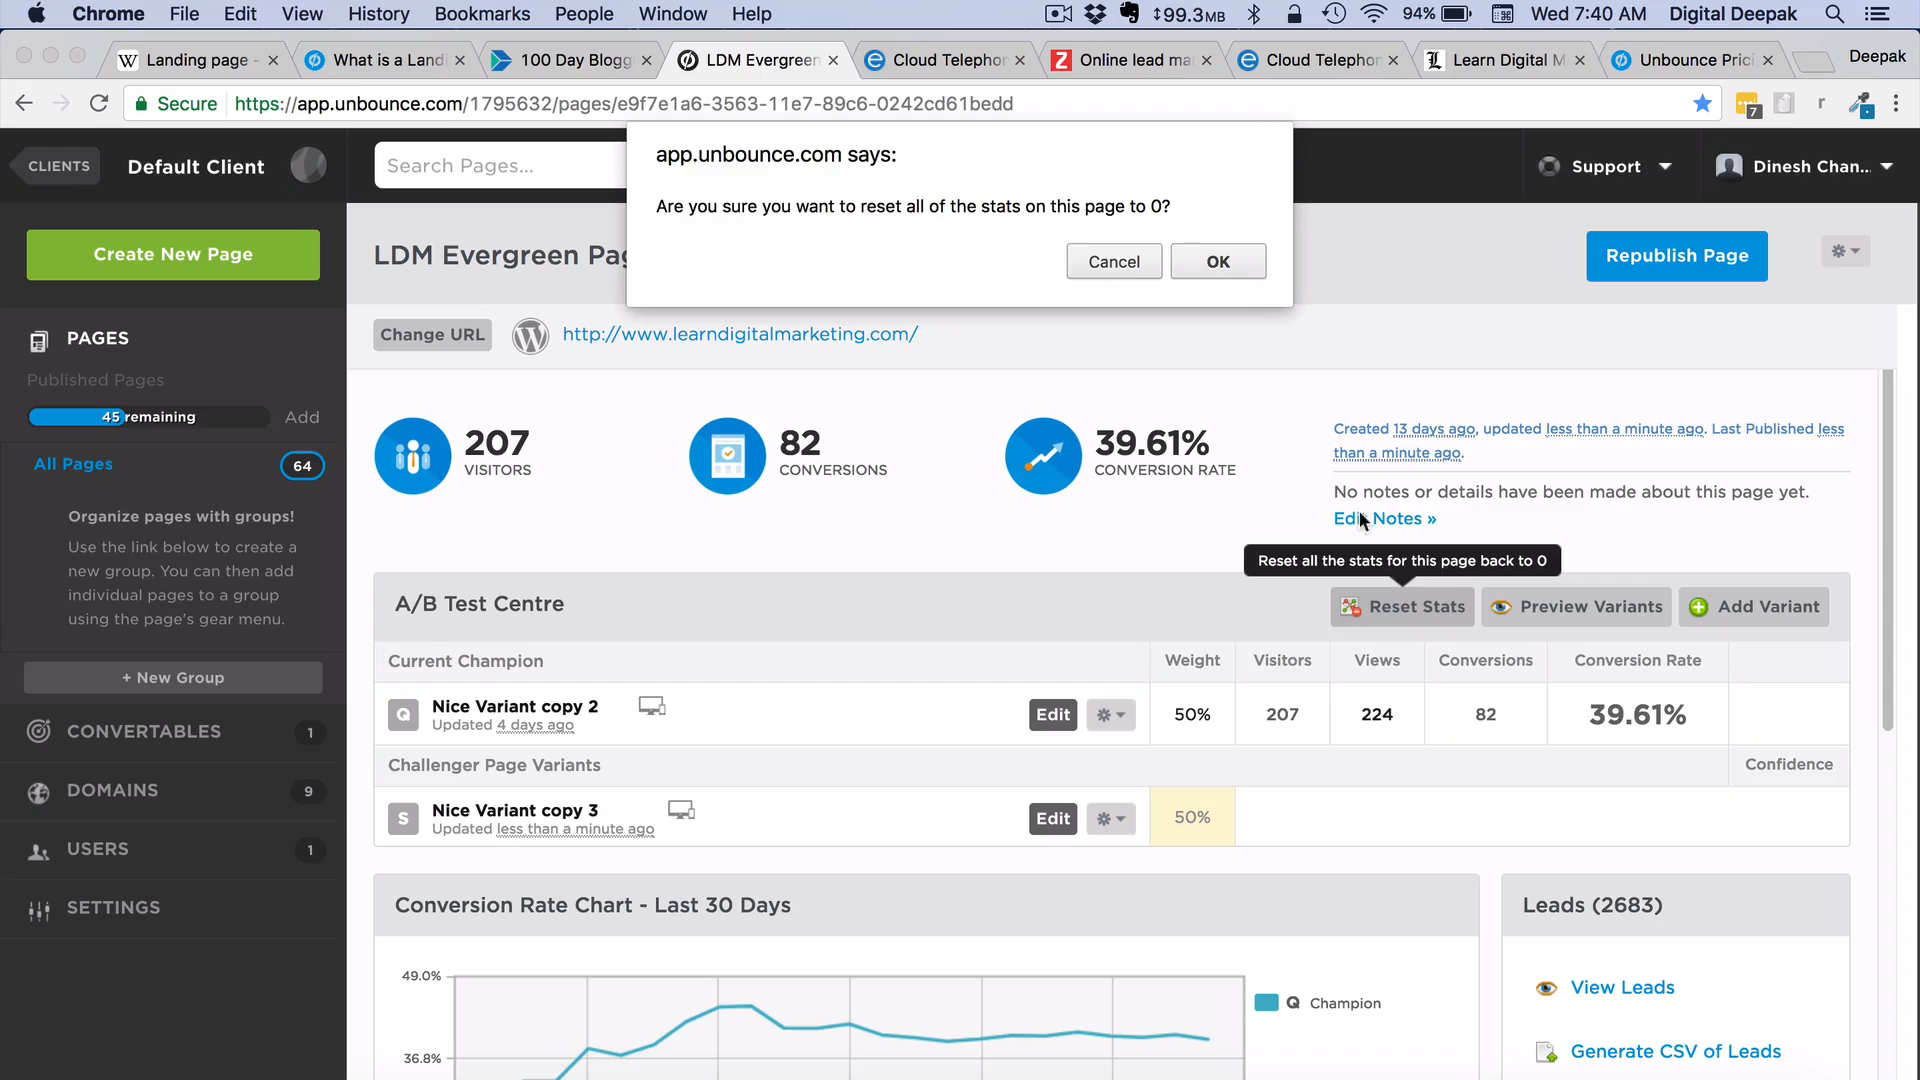 Chrome File Edit View History Bookmarks People Window Help 99.3MB 94% Wed 7:40 AM Digital Deepak
Landing page - What is a Landi 100 Day Blogg LDM Evergreen Cloud Telephon Online lead ma Cloud Telephon Learn Digital M Unbounce Prici Deepak
Secure https://app.unbounce.com/1795632/pages/e9f7e1a6-3563-11e7-89c6-0242cd61bedd 7 r
app.unbounce.com says:
Are you sure you want to reset all of the stats on this page to 0?
Cancel OK
CLIENTS Default Client Search Pages... Support Dinesh Chan...
Create New Page
LDM Evergreen Pag
Republish Page
PAGES
Published Pages
45 remaining Add
All Pages 64
Organize pages with groups!
Use the link below to create a
new group. You can then add
individual pages to a group
using the page's gear menu.
+ New Group
CONVERTABLES 1
DOMAINS 9
USERS 1
SETTINGS
Change URL http://www.learndigitalmarketing.com/
207
VISITORS
82
CONVERSIONS
39.61%
CONVERSION RATE
Created 13 days ago, updated less than a minute ago. Last Published less
than a minute ago.
No notes or details have been made about this page yet.
Edit Notes »
Reset all the stats for this page back to 0
A/B Test Centre Reset Stats Preview Variants Add Variant
Current Champion Weight Visitors Views Conversions Conversion Rate
Q Nice Variant copy 2 Edit 50% 207 224 82 39.61%
Updated 4 days ago
Challenger Page Variants Confidence
S Nice Variant copy 3 Edit 50%
Updated less than a minute ago
Conversion Rate Chart - Last 30 Days
49.0%
36.8%
Q Champion
Leads (2683)
View Leads
Generate CSV of Leads